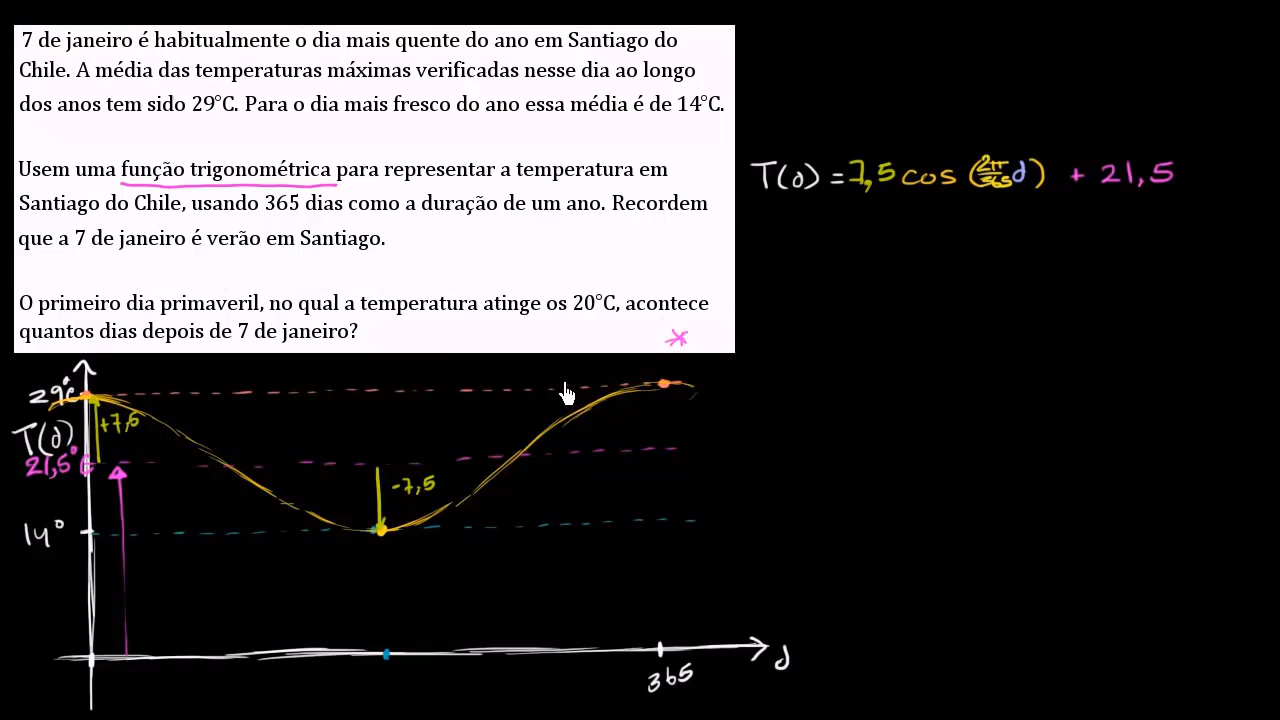 7 de janeiro é habitualmente o dia mais quente do ano em Santiago do
Chile. A média das temperaturas máximas verificadas nesse dia ao longo
dos anos tem sido 29°C. Para o dia mais fresco do ano essa média é de 14°C.
Usem uma função trigonométrica para representar a temperatura em
Santiago do Chile, usando 365 dias como a duração de um ano. Recordem
que a 7 de janeiro é verão em Santiago.
O primeiro dia primaveril, no qual a temperatura atinge os 20°C, acontece
quantos dias depois de 7 de janeiro?
T(d) = 7,5 cos (2π/365 d) + 21,5
29°C
+7,5
T(d)
21,5°C
-7,5
14°
365
d